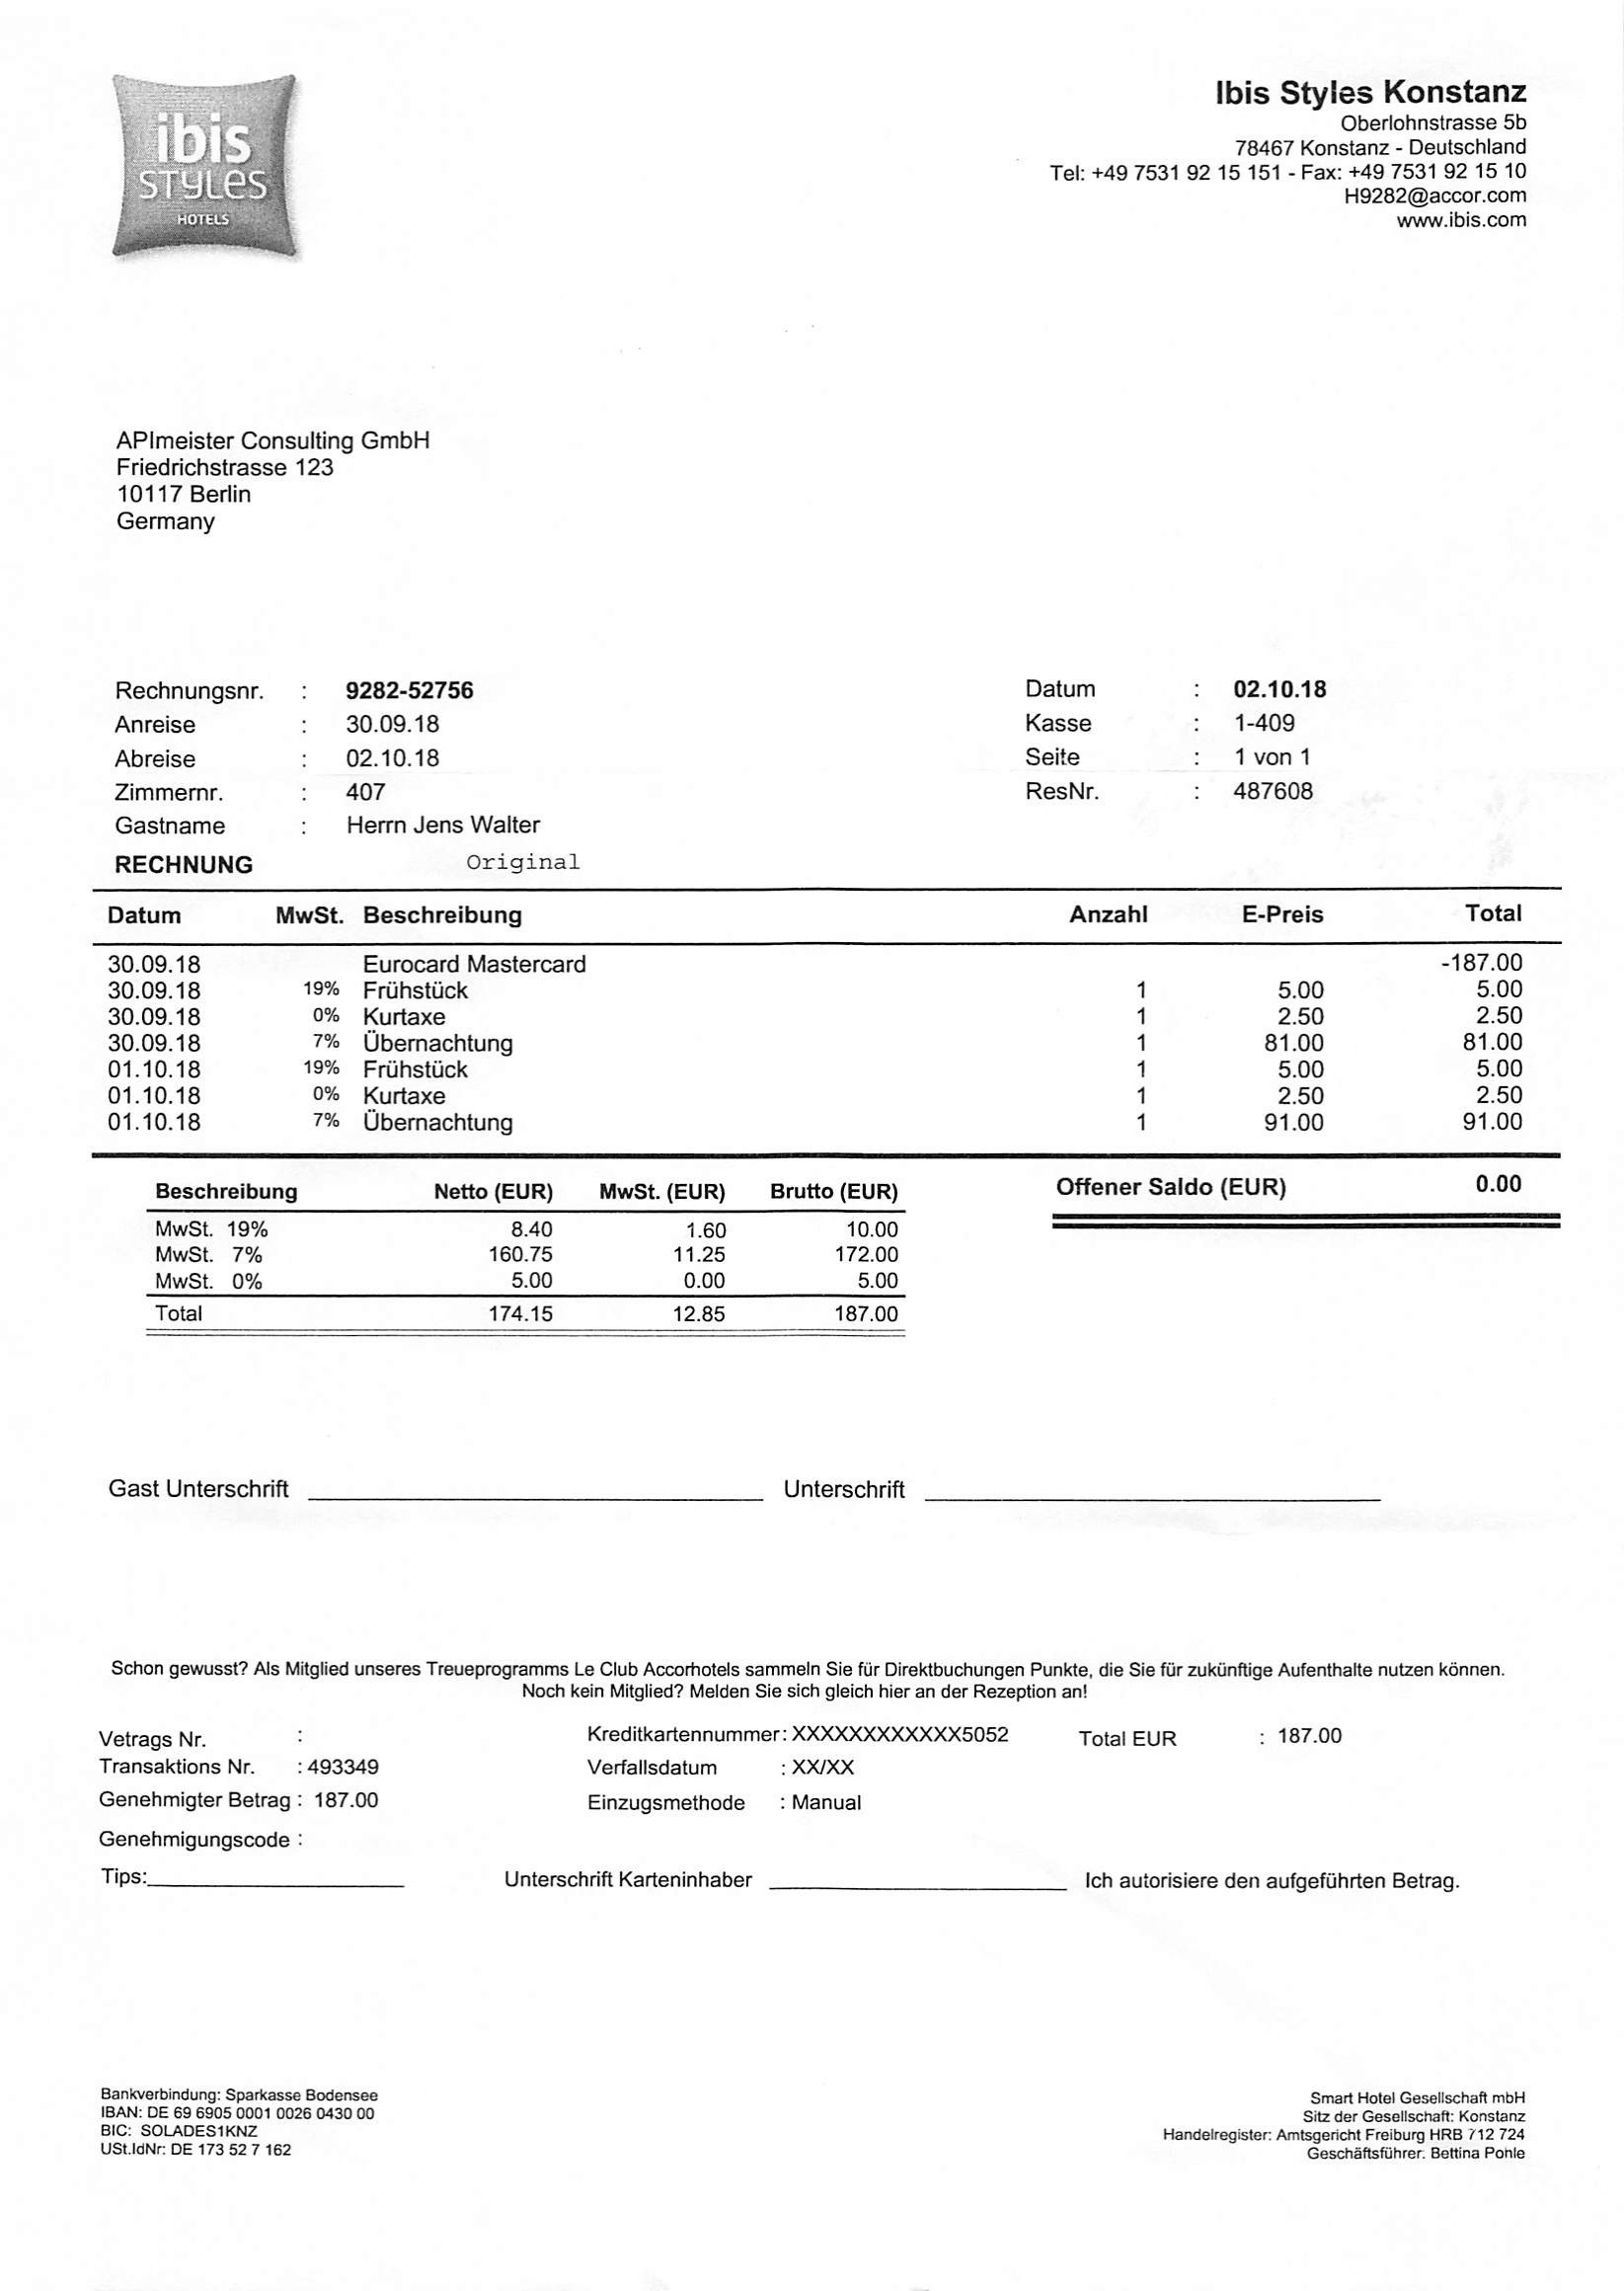 ibis
STYLES
HOTELS
Ibis Styles Konstanz
Oberlohnstrasse 5b
78467 Konstanz - Deutschland
Tel: +49 7531 92 15 151 - Fax: +49 7531 92 15 10
H9282@accor.com
www.ibis.com
APImeister Consulting GmbH
Friedrichstrasse 123
10117 Berlin
Germany
Rechnungsnr. : 9282-52756 Datum : 02.10.18
Anreise : 30.09.18 Kasse : 1-409
Abreise : 02.10.18 Seite : 1 von 1
Zimmernr. : 407 ResNr. : 487608
Gastname : Herrn Jens Walter
RECHNUNG Original
Datum MwSt. Beschreibung Anzahl E-Preis Total
30.09.18 Eurocard Mastercard -187.00
30.09.18 19% Frühstück 1 5.00 5.00
30.09.18 0% Kurtaxe 1 2.50 2.50
30.09.18 7% Übernachtung 1 81.00 81.00
01.10.18 19% Frühstück 1 5.00 5.00
01.10.18 0% Kurtaxe 1 2.50 2.50
01.10.18 7% Übernachtung 1 91.00 91.00
Beschreibung Netto (EUR) MwSt. (EUR) Brutto (EUR) Offener Saldo (EUR) 0.00
MwSt. 19% 8.40 1.60 10.00
MwSt. 7% 160.75 11.25 172.00
MwSt. 0% 5.00 0.00 5.00
Total 174.15 12.85 187.00
Gast Unterschrift Unterschrift
Schon gewusst? Als Mitglied unseres Treueprogramms Le Club Accorhotels sammeln Sie für Direktbuchungen Punkte, die Sie für zukünftige Aufenthalte nutzen können.
Noch kein Mitglied? Melden Sie sich gleich hier an der Rezeption an!
Vetrags Nr. : Kreditkartennummer: XXXXXXXXXXXX5052 Total EUR : 187.00
Transaktions Nr. : 493349 Verfallsdatum : XX/XX
Genehmigter Betrag : 187.00 Einzugsmethode : Manual
Genehmigungscode :
Tips: Unterschrift Karteninhaber Ich autorisiere den aufgeführten Betrag.
Bankverbindung: Sparkasse Bodensee
IBAN: DE 69 6905 0001 0026 0430 00
BIC: SOLADES1KNZ
USt.IdNr: DE 173 52 7 162
Smart Hotel Gesellschaft mbH
Sitz der Gesellschaft: Konstanz
Handelregister: Amtsgericht Freiburg HRB 712 724
Geschäftsführer: Bettina Pohle